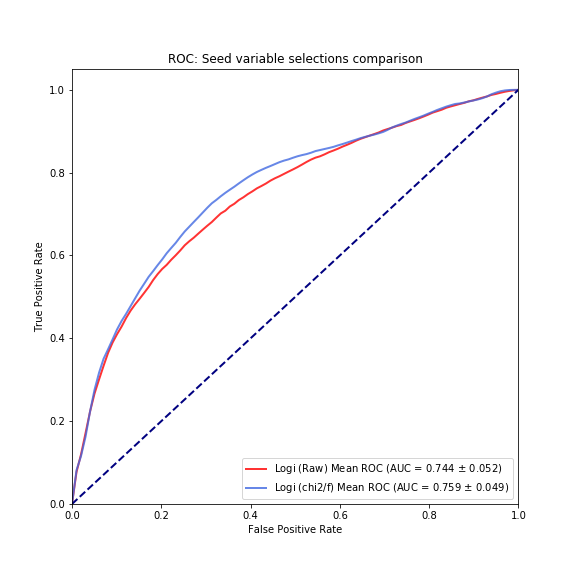 ROC: Seed variable selections comparison
True Positive Rate
1.0
0.8
0.6
0.4
0.2
0.0
Logi (Raw) Mean ROC (AUC = 0.744 ± 0.052)
Logi (chi2/f) Mean ROC (AUC = 0.759 ± 0.049)
0.0 0.2 0.4 0.6 0.8 1.0
False Positive Rate